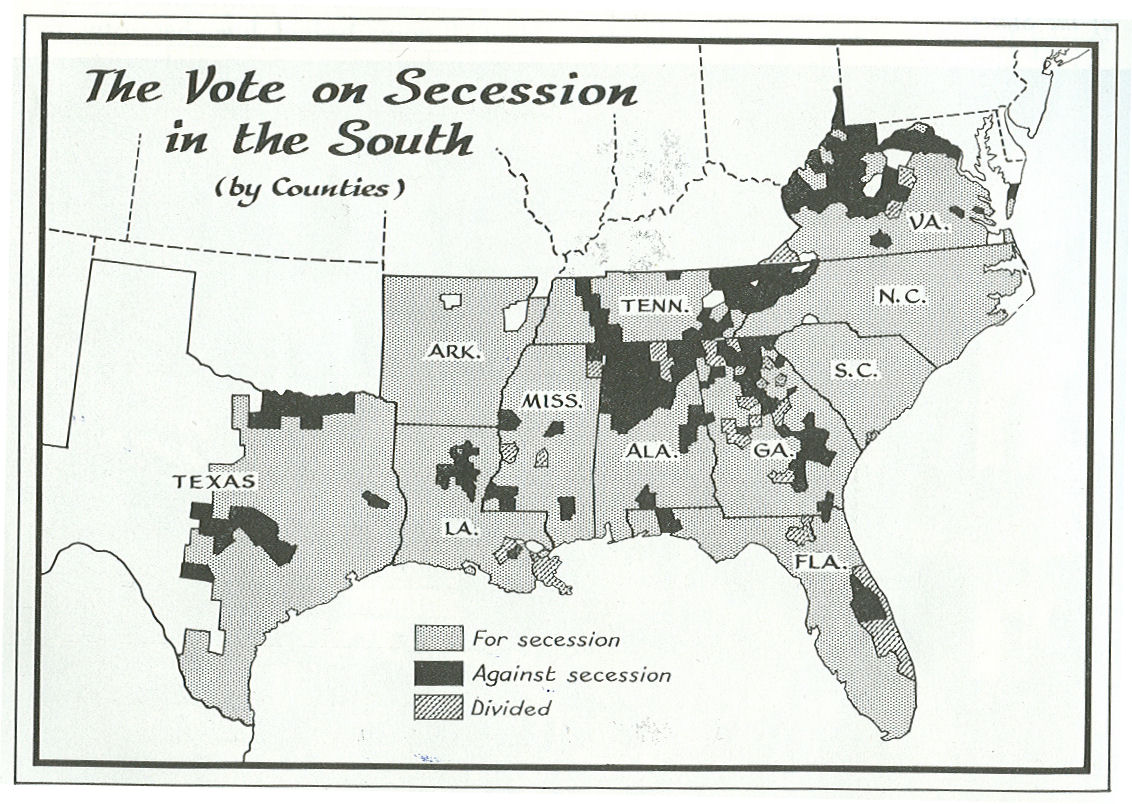 The Vote on Secession
in the South
(by Counties)
VA.
TENN.
N.C.
ARK.
S.C.
MISS.
ALA.
GA.
TEXAS
LA.
FLA.
For secession
Against secession
Divided